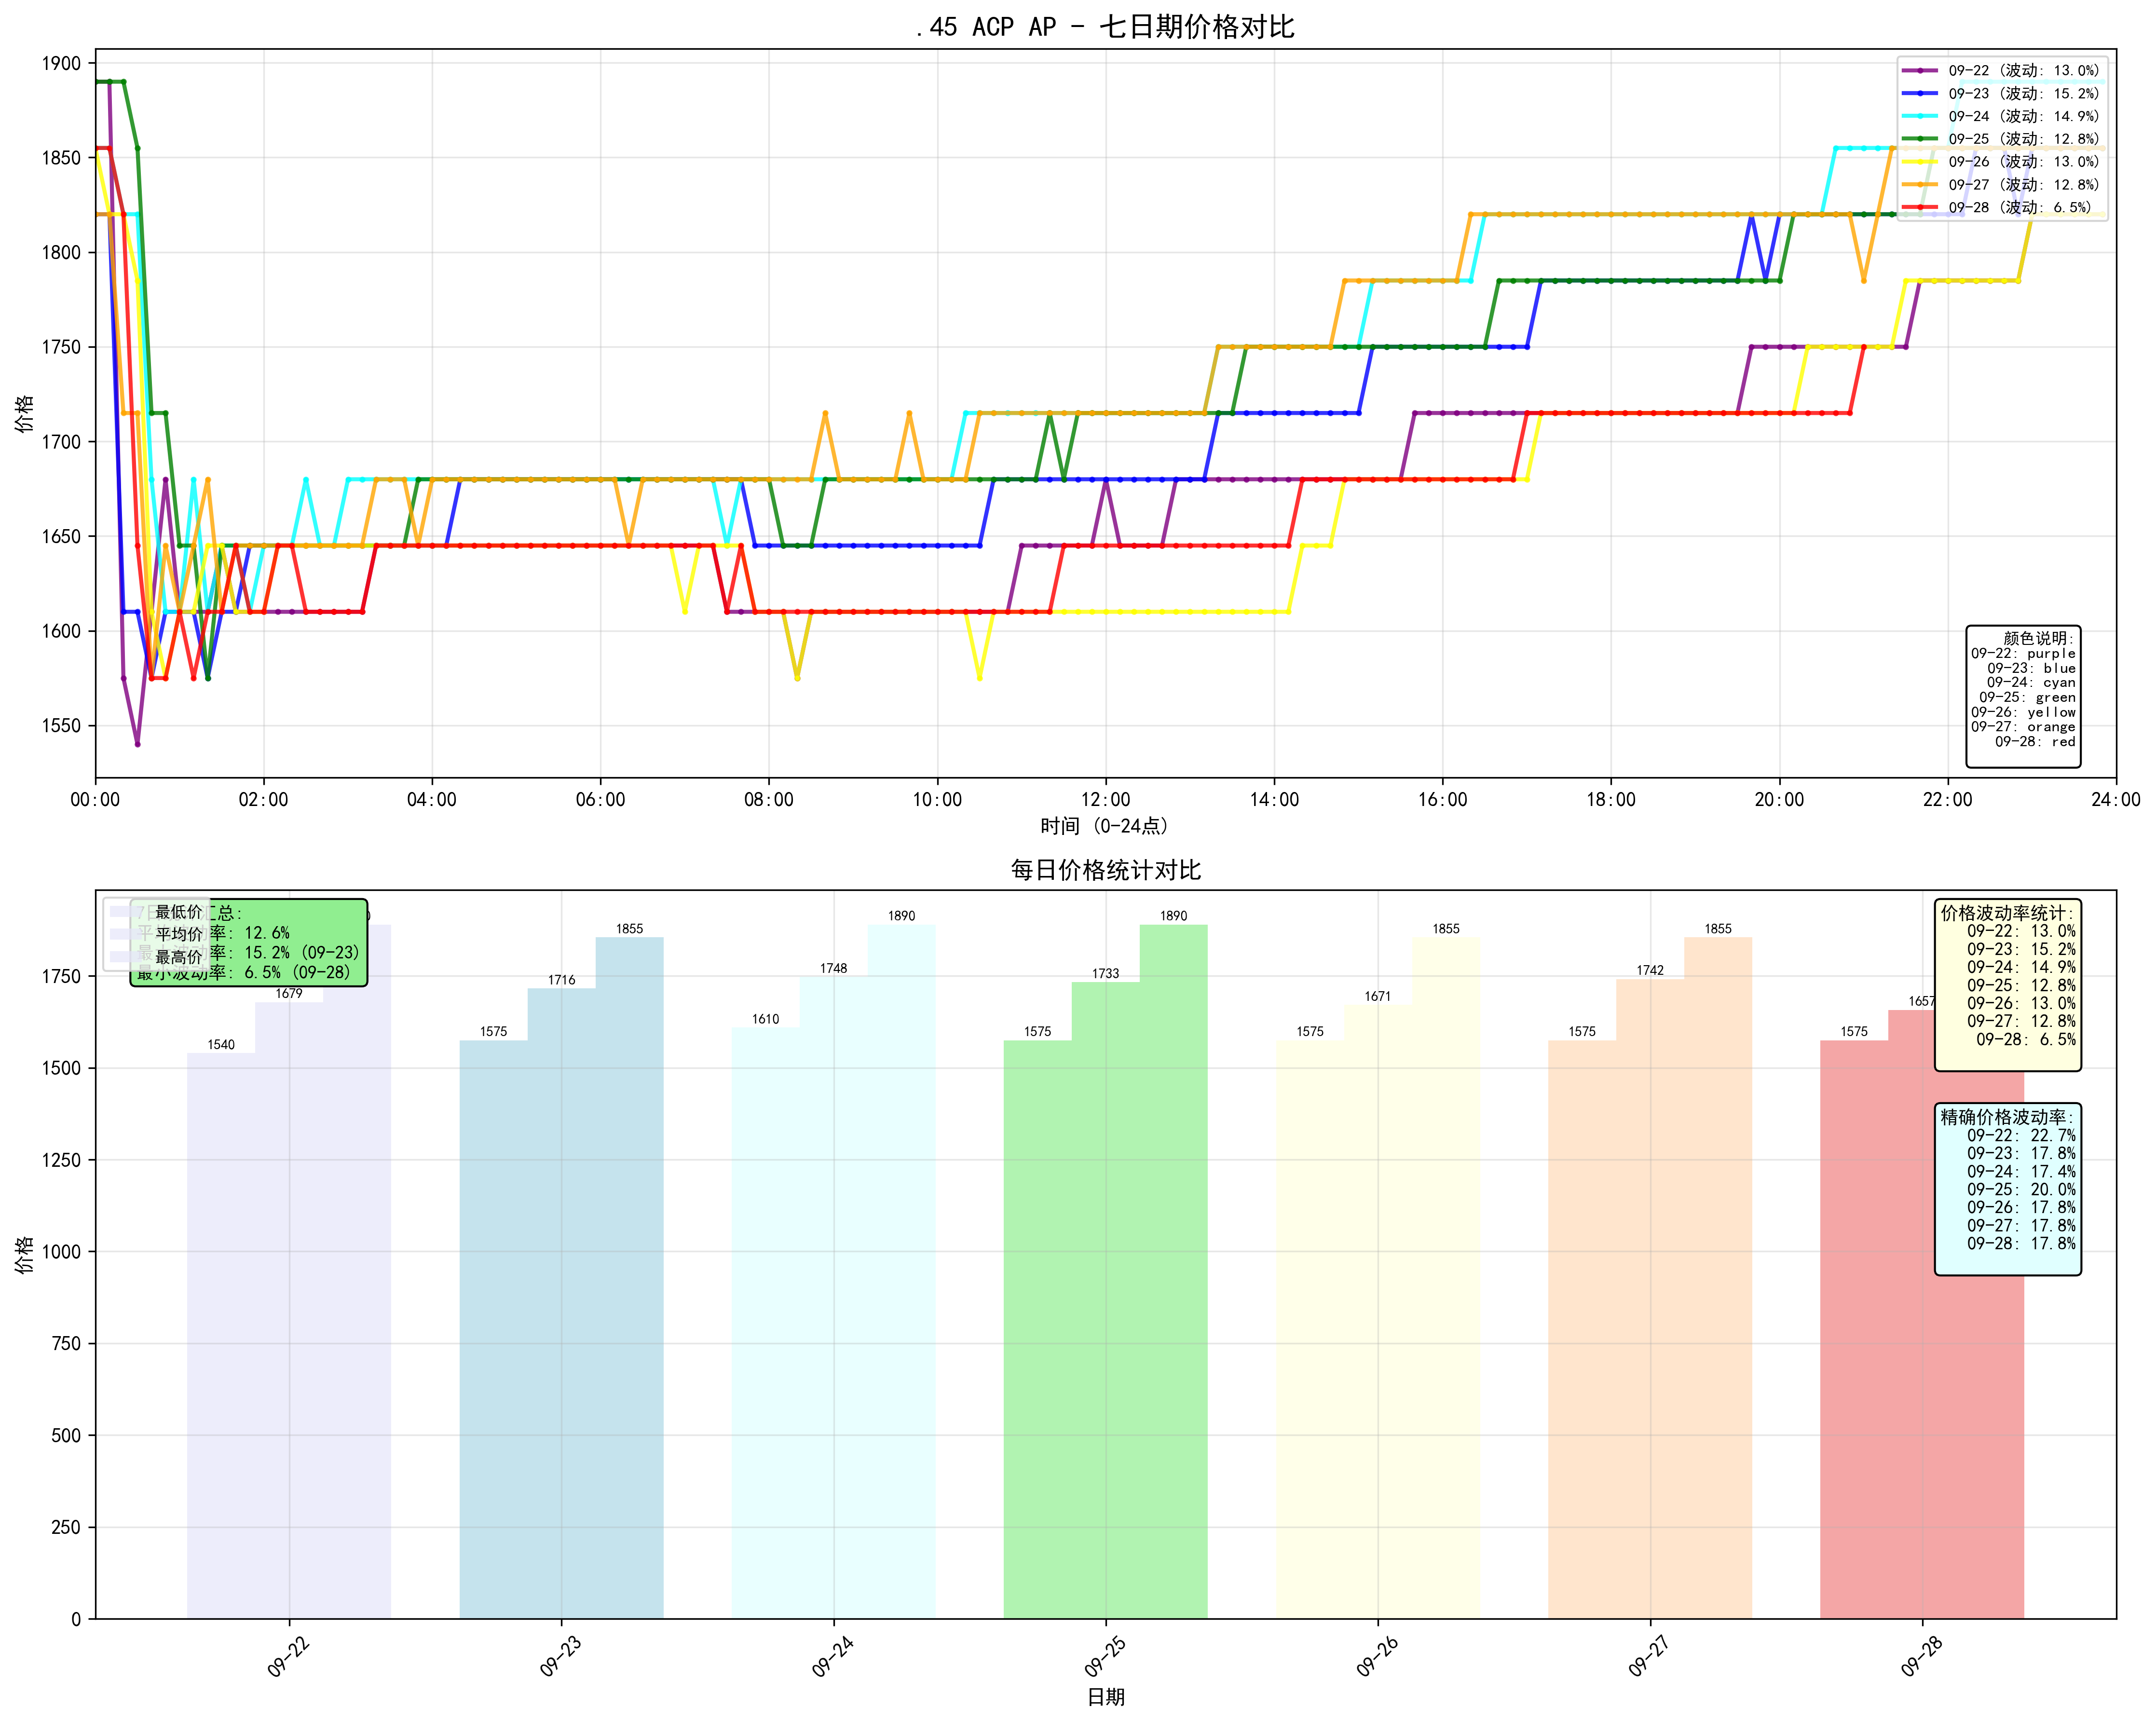 .45 ACP AP - 七日期价格对比
价格
1900
1850
1800
1750
1700
1650
1600
1550
09-22 (波动: 13.0%)
09-23 (波动: 15.2%)
09-24 (波动: 14.9%)
09-25 (波动: 12.8%)
09-26 (波动: 13.0%)
09-27 (波动: 12.8%)
09-28 (波动: 6.5%)
颜色说明:
09-22: purple
09-23: blue
09-24: cyan
09-25: green
09-26: yellow
09-27: orange
09-28: red
00:00 02:00 04:00 06:00 08:00 10:00 12:00 14:00 16:00 18:00 20:00 22:00 24:00
时间 (0-24点)
每日价格统计对比
价格
1750
1500
1250
1000
750
500
250
0
最低价
平均价
最高价
汇总:
率: 12.6%
率: 15.2% (09-23)
最小波动率: 6.5% (09-28)
1540 1679
1575 1716 1855
1610 1748 1890
1575 1733 1890
1575 1671 1855
1575 1742 1855
1575 1657
价格波动率统计:
09-22: 13.0%
09-23: 15.2%
09-24: 14.9%
09-25: 12.8%
09-26: 13.0%
09-27: 12.8%
09-28: 6.5%
精确价格波动率:
09-22: 22.7%
09-23: 17.8%
09-24: 17.4%
09-25: 20.0%
09-26: 17.8%
09-27: 17.8%
09-28: 17.8%
09-22 09-23 09-24 09-25 09-26 09-27 09-28
日期